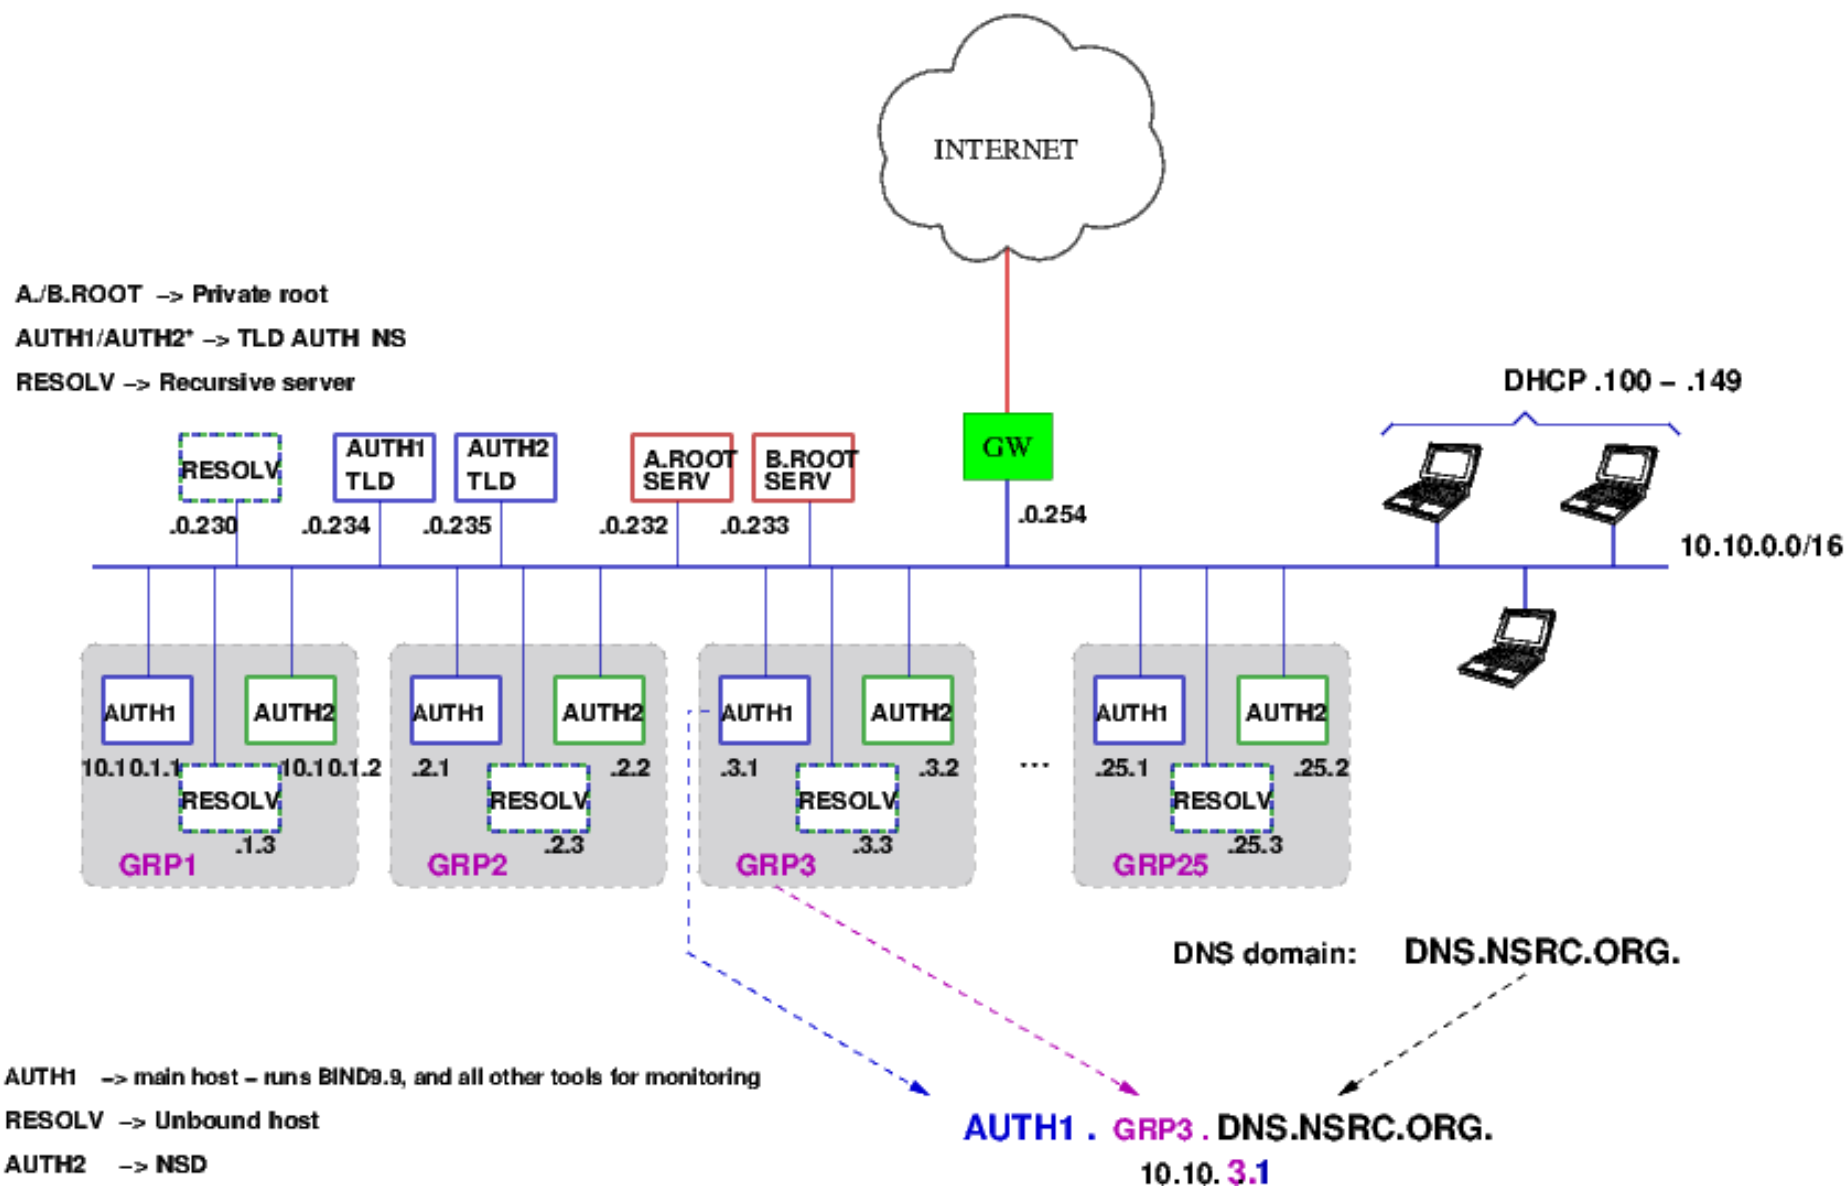 INTERNET
A./B.ROOT –> Private root
AUTH1/AUTH2* –> TLD AUTH NS
RESOLV –> Recursive server
DHCP .100 – .149
RESOLV
AUTH1
TLD
AUTH2
TLD
A.ROOT
SERV
B.ROOT
SERV
GW
.0.230
.0.234
.0.235
.0.232
.0.233
.0.254
10.10.0.0/16
AUTH1
AUTH2
10.10.1.1
10.10.1.2
RESOLV
.1.3
GRP1
AUTH1
AUTH2
.2.1
.2.2
RESOLV
.2.3
GRP2
AUTH1
AUTH2
.3.1
.3.2
RESOLV
.3.3
GRP3
...
AUTH1
AUTH2
.25.1
.25.2
RESOLV
.25.3
GRP25
DNS domain: DNS.NSRC.ORG.
AUTH1 –> main host – runs BIND9.9, and all other tools for monitoring
RESOLV –> Unbound host
AUTH2 –> NSD
AUTH1 . GRP3 . DNS.NSRC.ORG.
10.10. 3.1